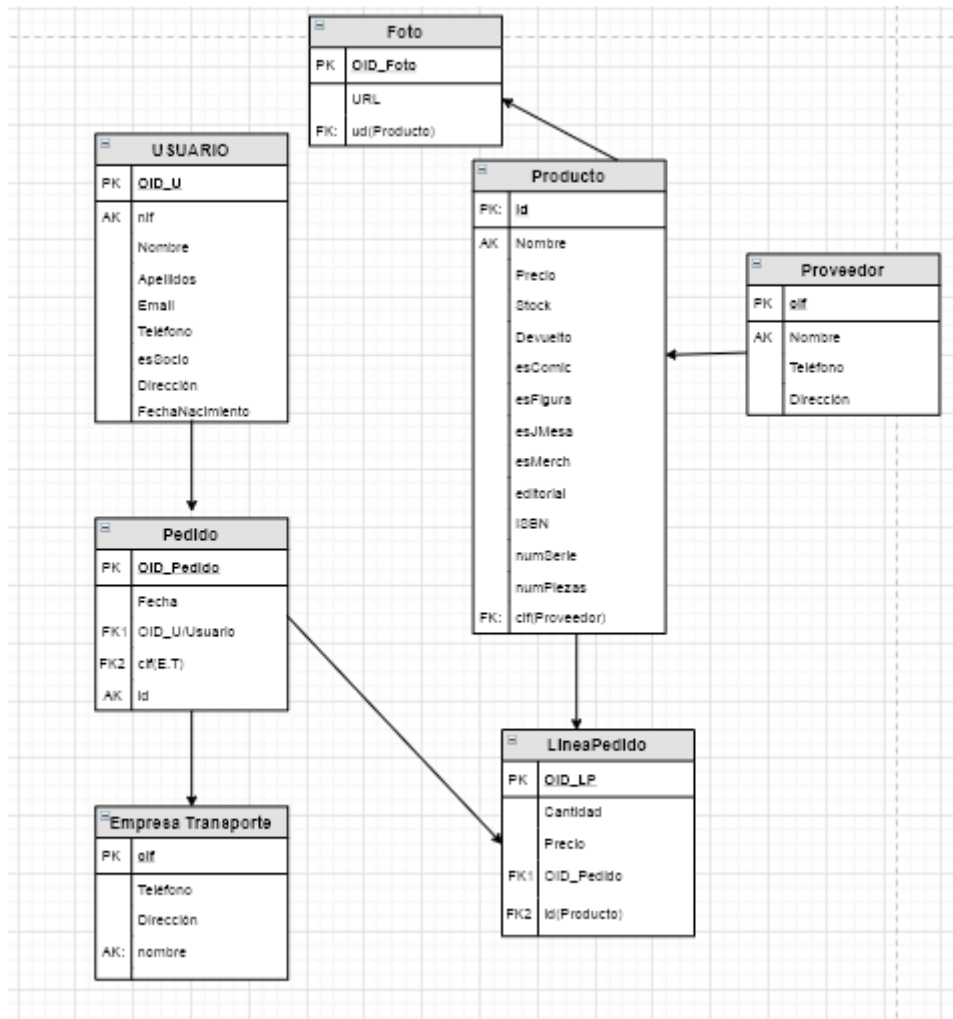 Foto
PK OID_Foto
URL
FK: ud(Producto)
USUARIO
PK OID_U
AK nif
Nombre
Apellidos
Email
Teléfono
esSocio
Dirección
FechaNacimiento
Producto
PK: Id
AK Nombre
Precio
Stock
Devuelto
esComic
esFigura
esJMesa
esMerch
editorial
ISBN
numSerie
numPiezas
FK: cif(Proveedor)
Proveedor
PK cif
AK Nombre
Teléfono
Dirección
Pedido
PK OID_Pedido
Fecha
FK1 OID_U/Usuario
FK2 cif(E.T)
AK Id
Empresa Transporte
PK cif
Teléfono
Dirección
AK: nombre
LineaPedido
PK OID_LP
Cantidad
Precio
FK1 OID_Pedido
FK2 Id(Producto)